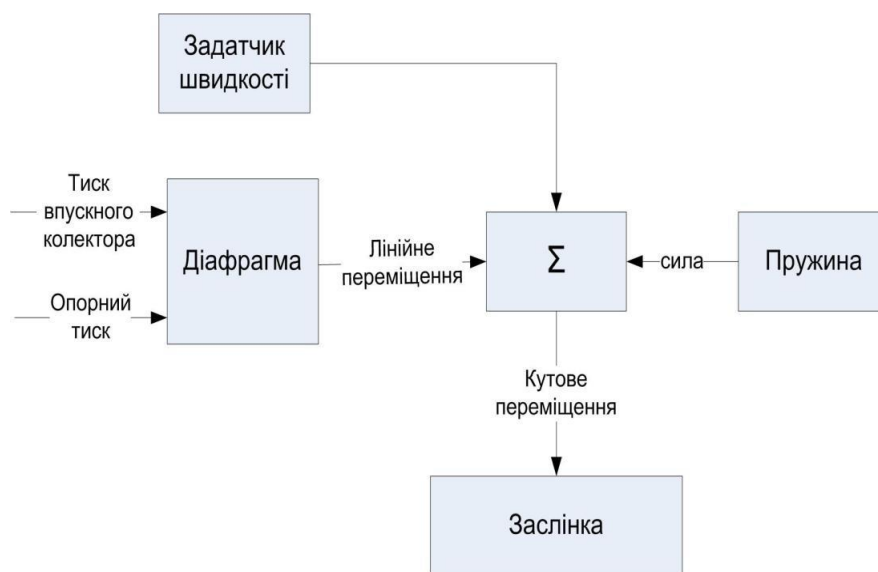 Задатчик
швидкості
Тиск
впускного
колектора
Діафрагма
Лінійне
переміщення
Σ
сила
Пружина
Опорний
тиск
Кутове
переміщення
Заслінка